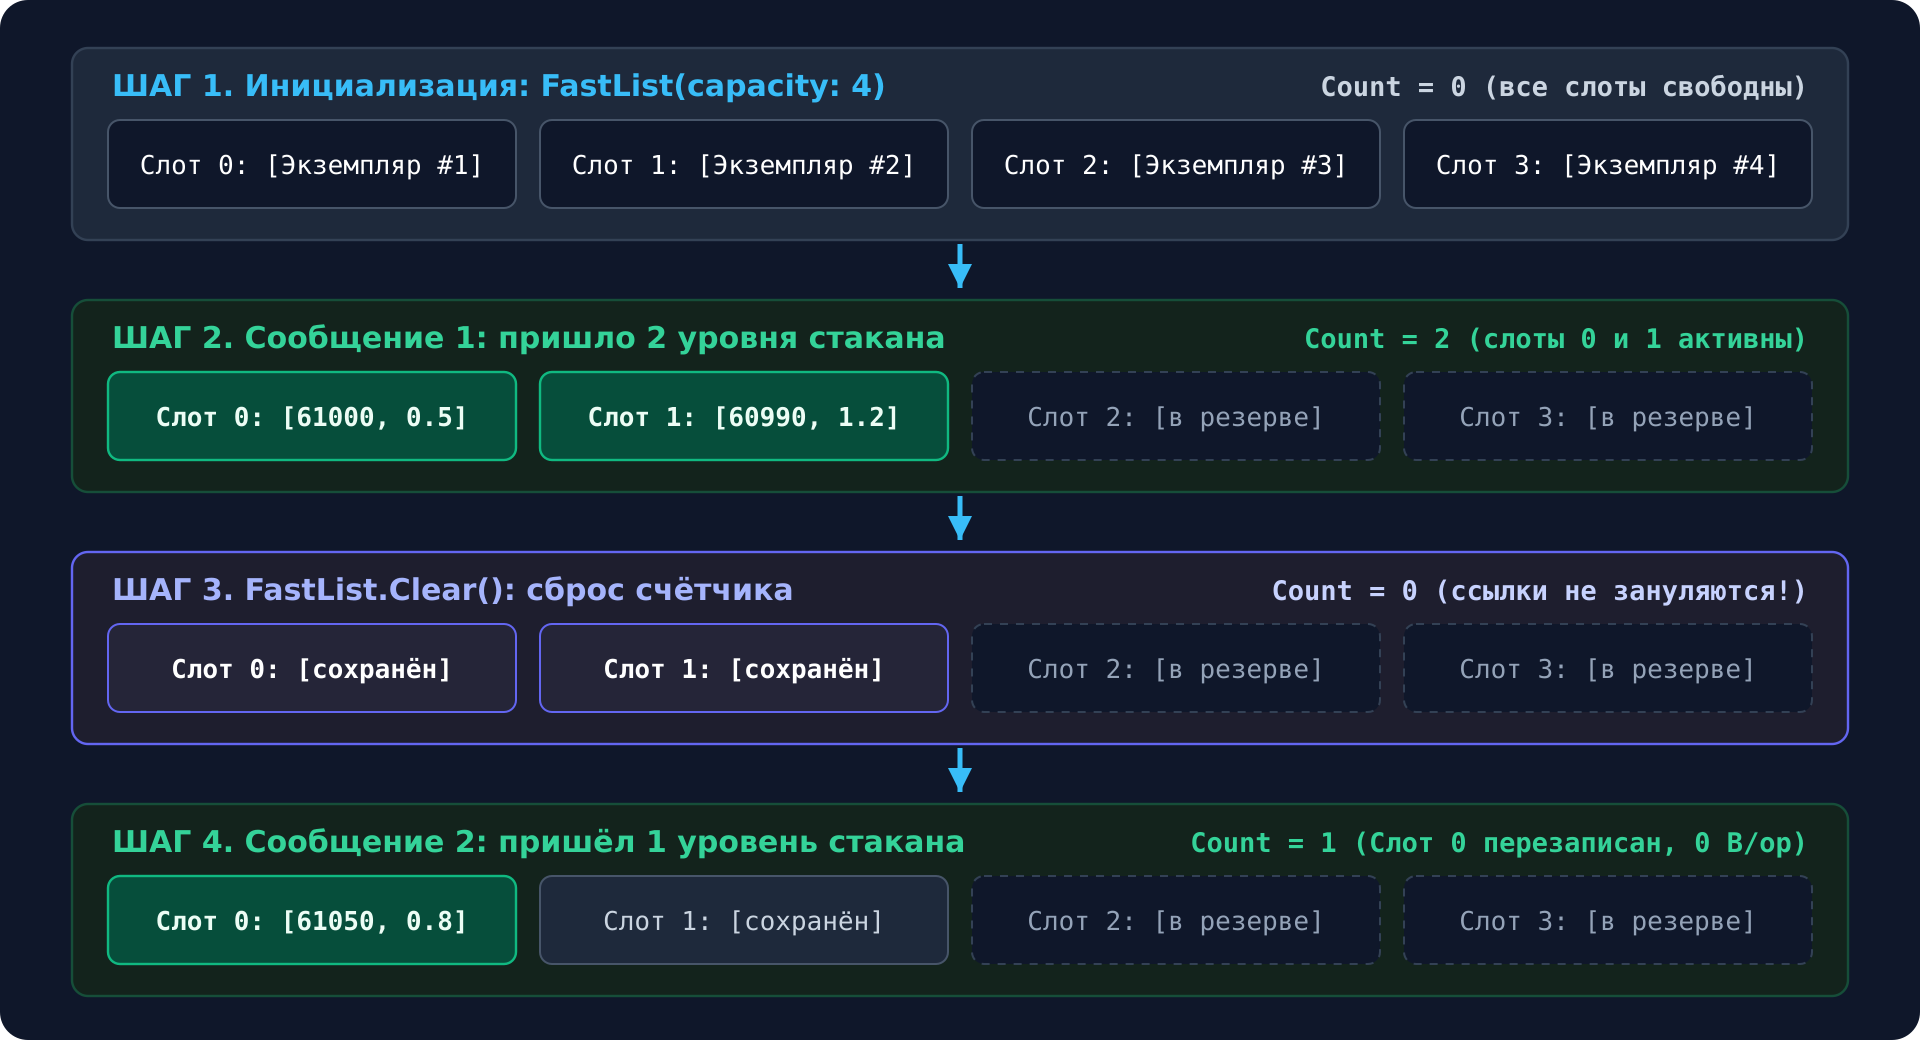 ШАГ 1. Инициализация: FastList(capacity: 4)
Count = 0 (все слоты свободны)
Слот 0: [Экземпляр #1]
Слот 1: [Экземпляр #2]
Слот 2: [Экземпляр #3]
Слот 3: [Экземпляр #4]
ШАГ 2. Сообщение 1: пришло 2 уровня стакана
Count = 2 (слоты 0 и 1 активны)
Слот 0: [61000, 0.5]
Слот 1: [60990, 1.2]
Слот 2: [в резерве]
Слот 3: [в резерве]
ШАГ 3. FastList.Clear(): сброс счётчика
Count = 0 (ссылки не зануляются!)
Слот 0: [сохранён]
Слот 1: [сохранён]
Слот 2: [в резерве]
Слот 3: [в резерве]
ШАГ 4. Сообщение 2: пришёл 1 уровень стакана
Count = 1 (Слот 0 перезаписан, 0 B/op)
Слот 0: [61050, 0.8]
Слот 1: [сохранён]
Слот 2: [в резерве]
Слот 3: [в резерве]